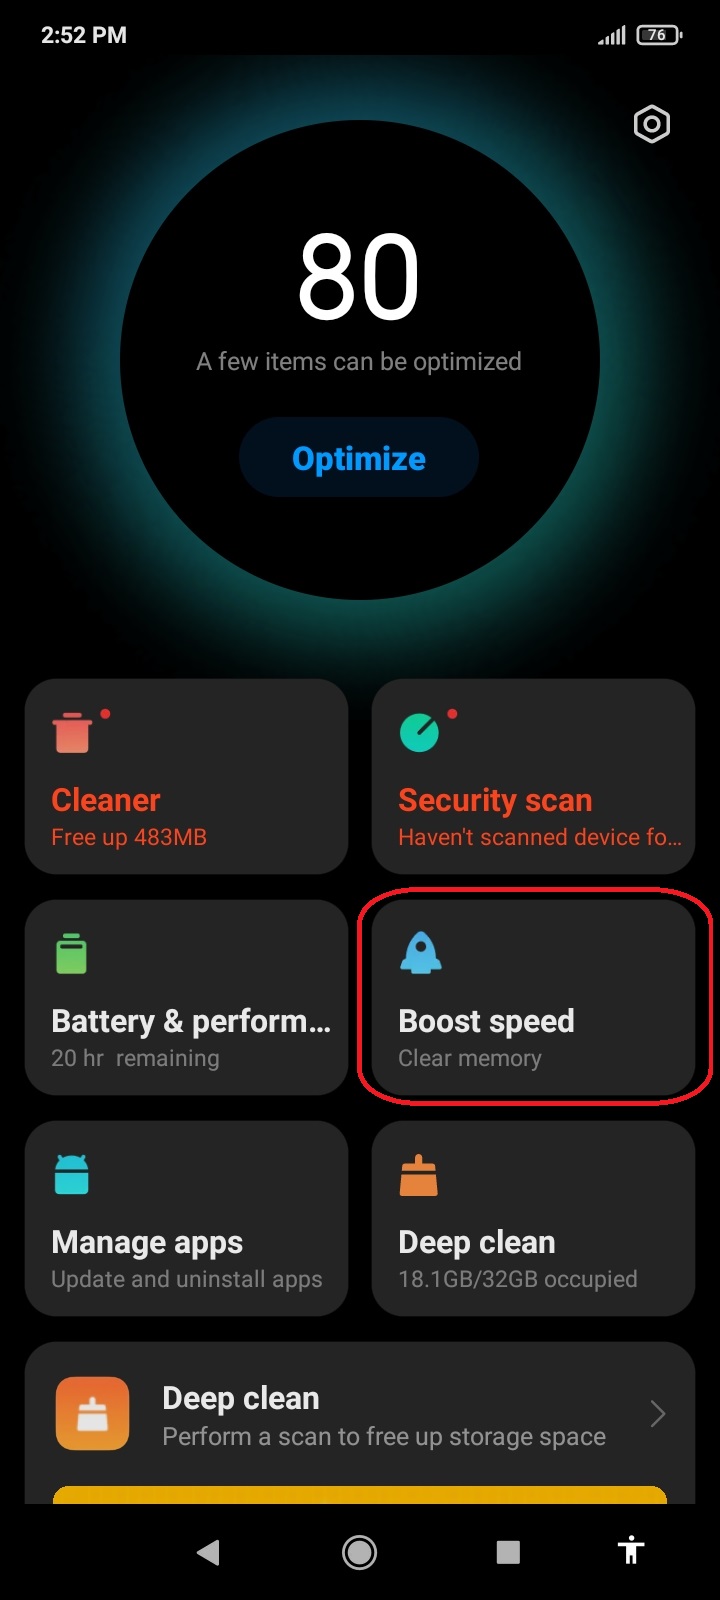 2:52 PM
76
80
A few items can be optimized
Optimize
Cleaner
Free up 483MB
Security scan
Haven't scanned device fo...
Battery & perform...
20 hr remaining
Boost speed
Clear memory
Manage apps
Update and uninstall apps
Deep clean
18.1GB/32GB occupied
Deep clean
Perform a scan to free up storage space